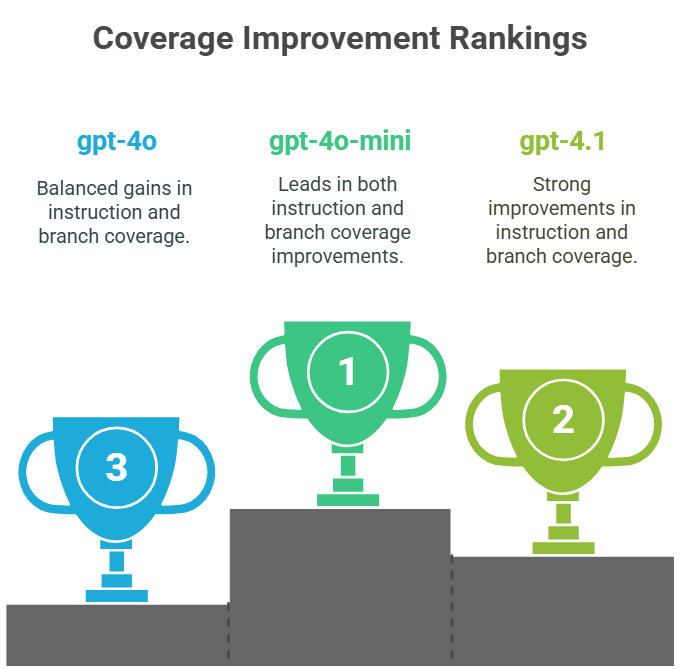 Coverage Improvement Rankings
gpt-4o
Balanced gains in
instruction and
branch coverage.
gpt-4o-mini
Leads in both
instruction and
branch coverage
improvements.
gpt-4.1
Strong
improvements in
instruction and
branch coverage.
3
1
2